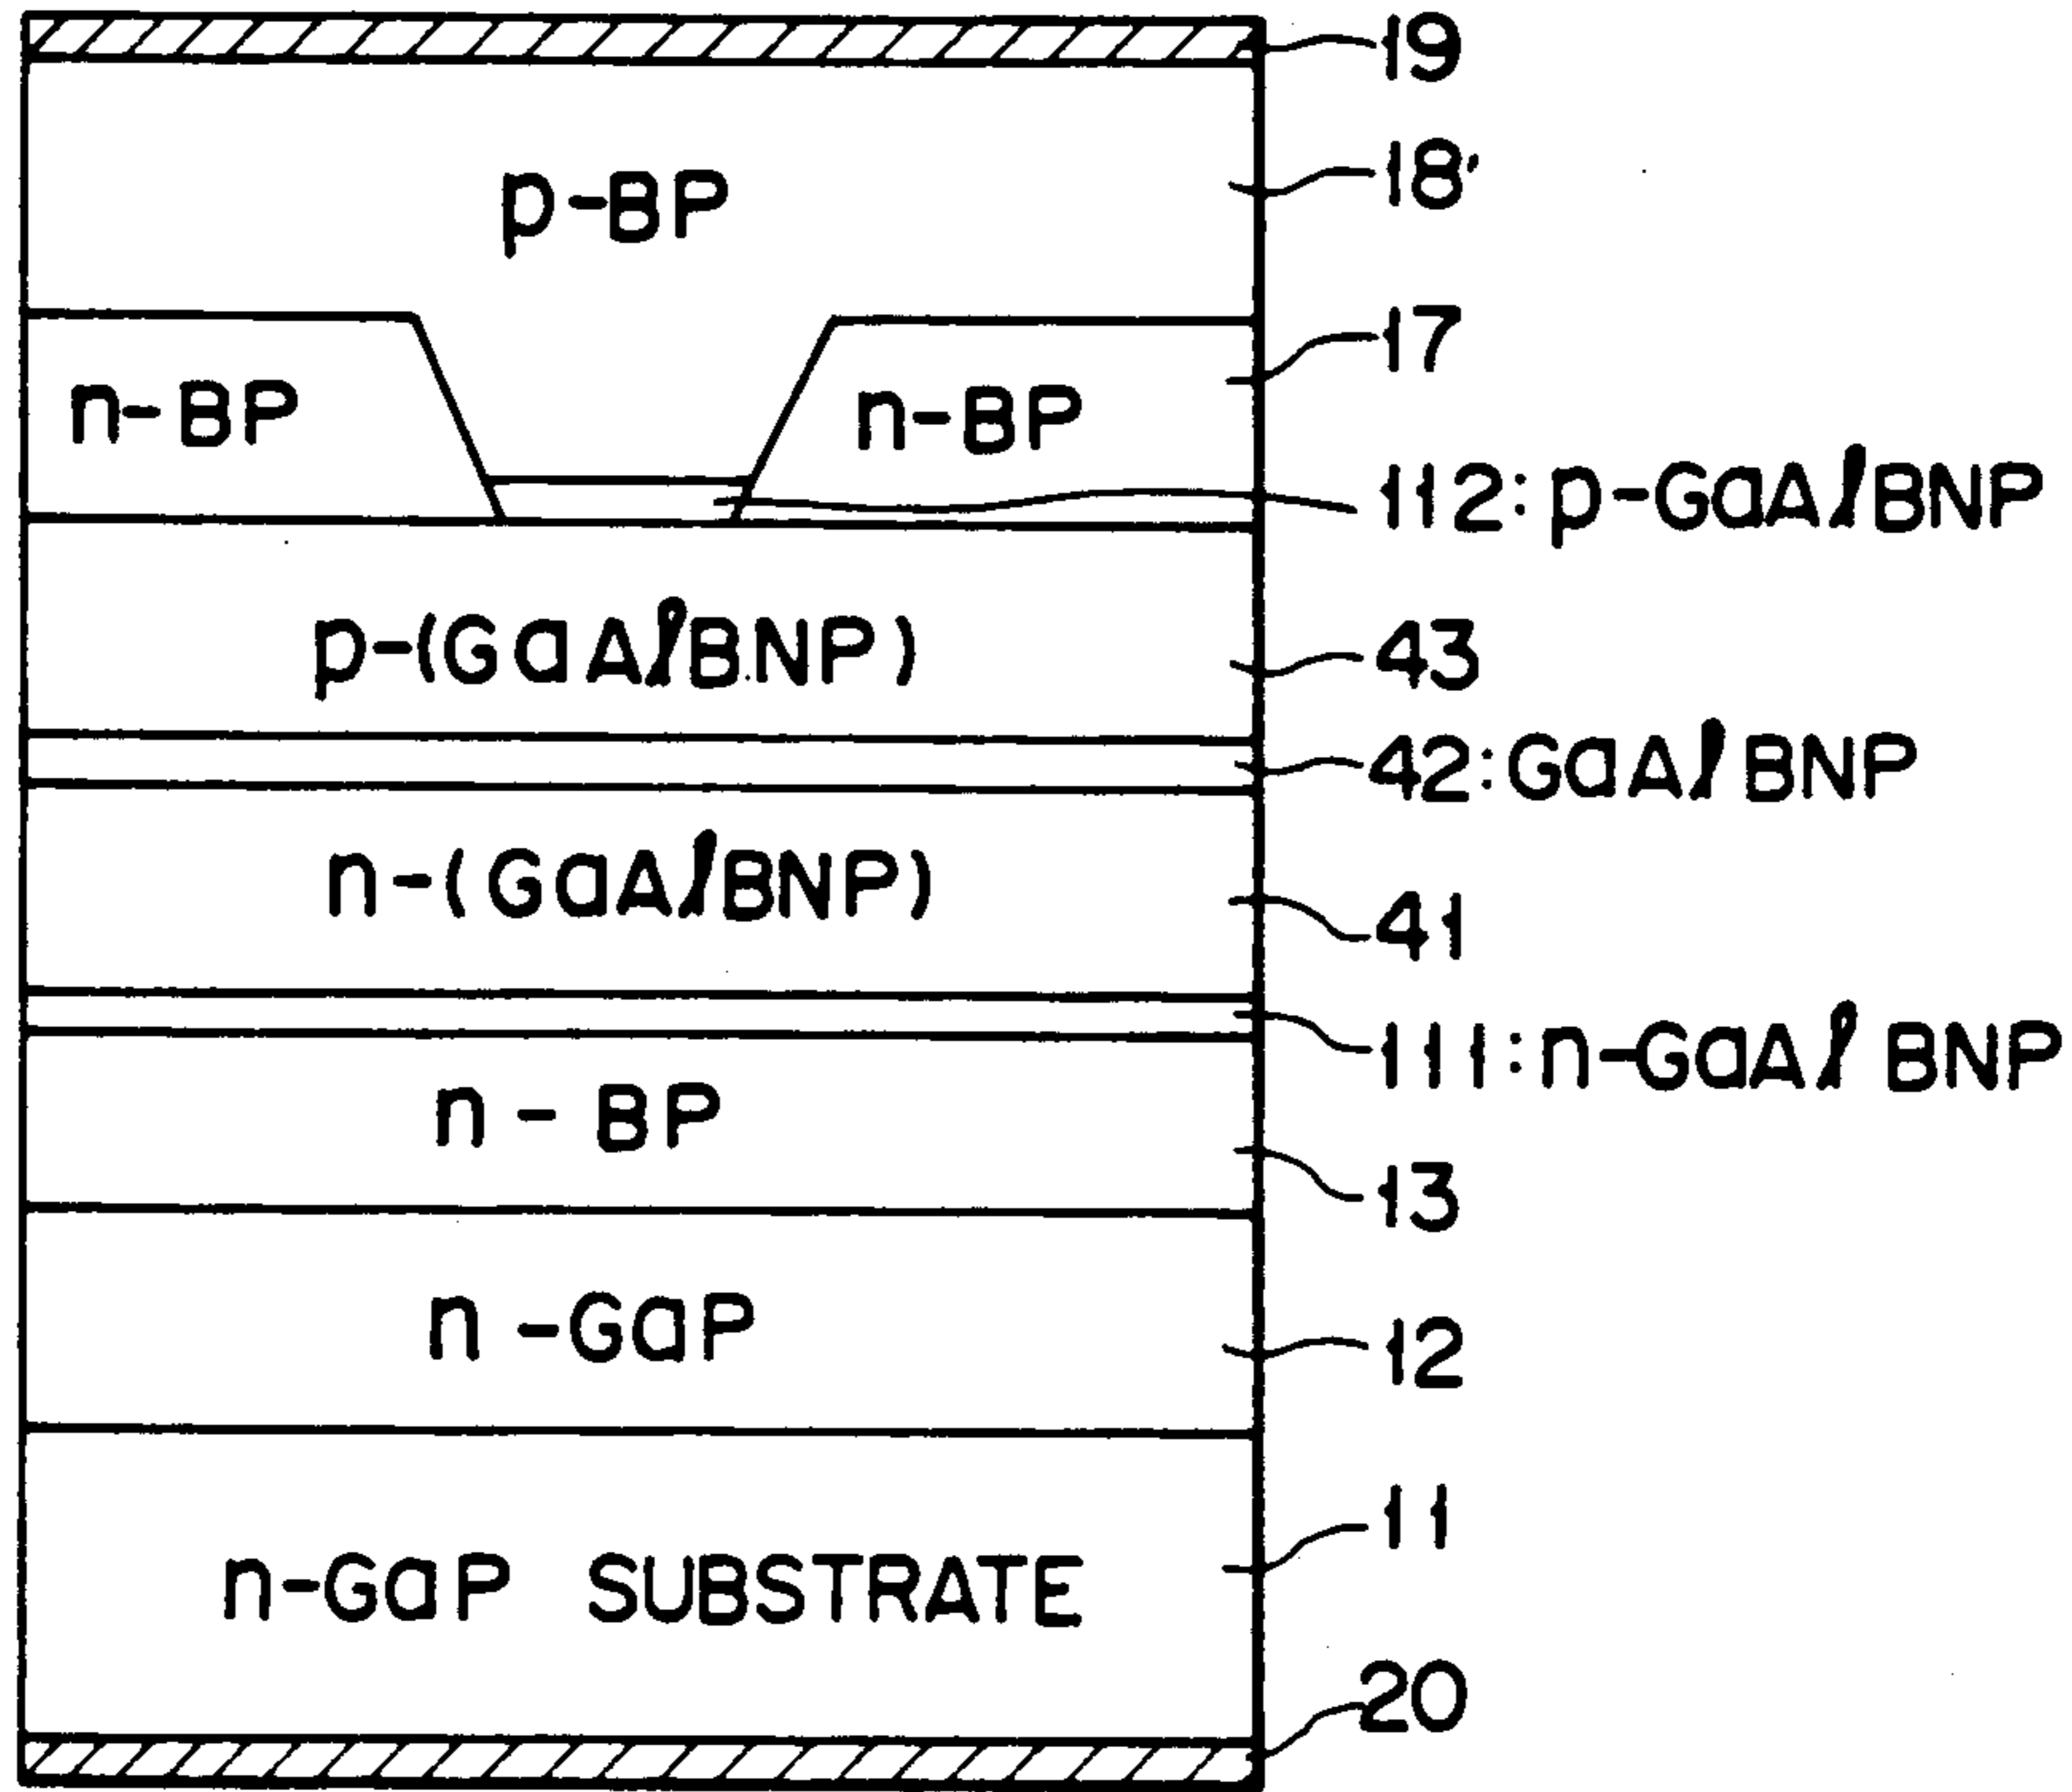 19
p-BP
18'
17
n-BP
n-BP
112: p-GaAlBNP
p-(GaAlBNP)
43
42: GaAlBNP
n-(GaAlBNP)
41
111: n-GaAlBNP
n-BP
13
n-GaP
12
11
n-GaP SUBSTRATE
20